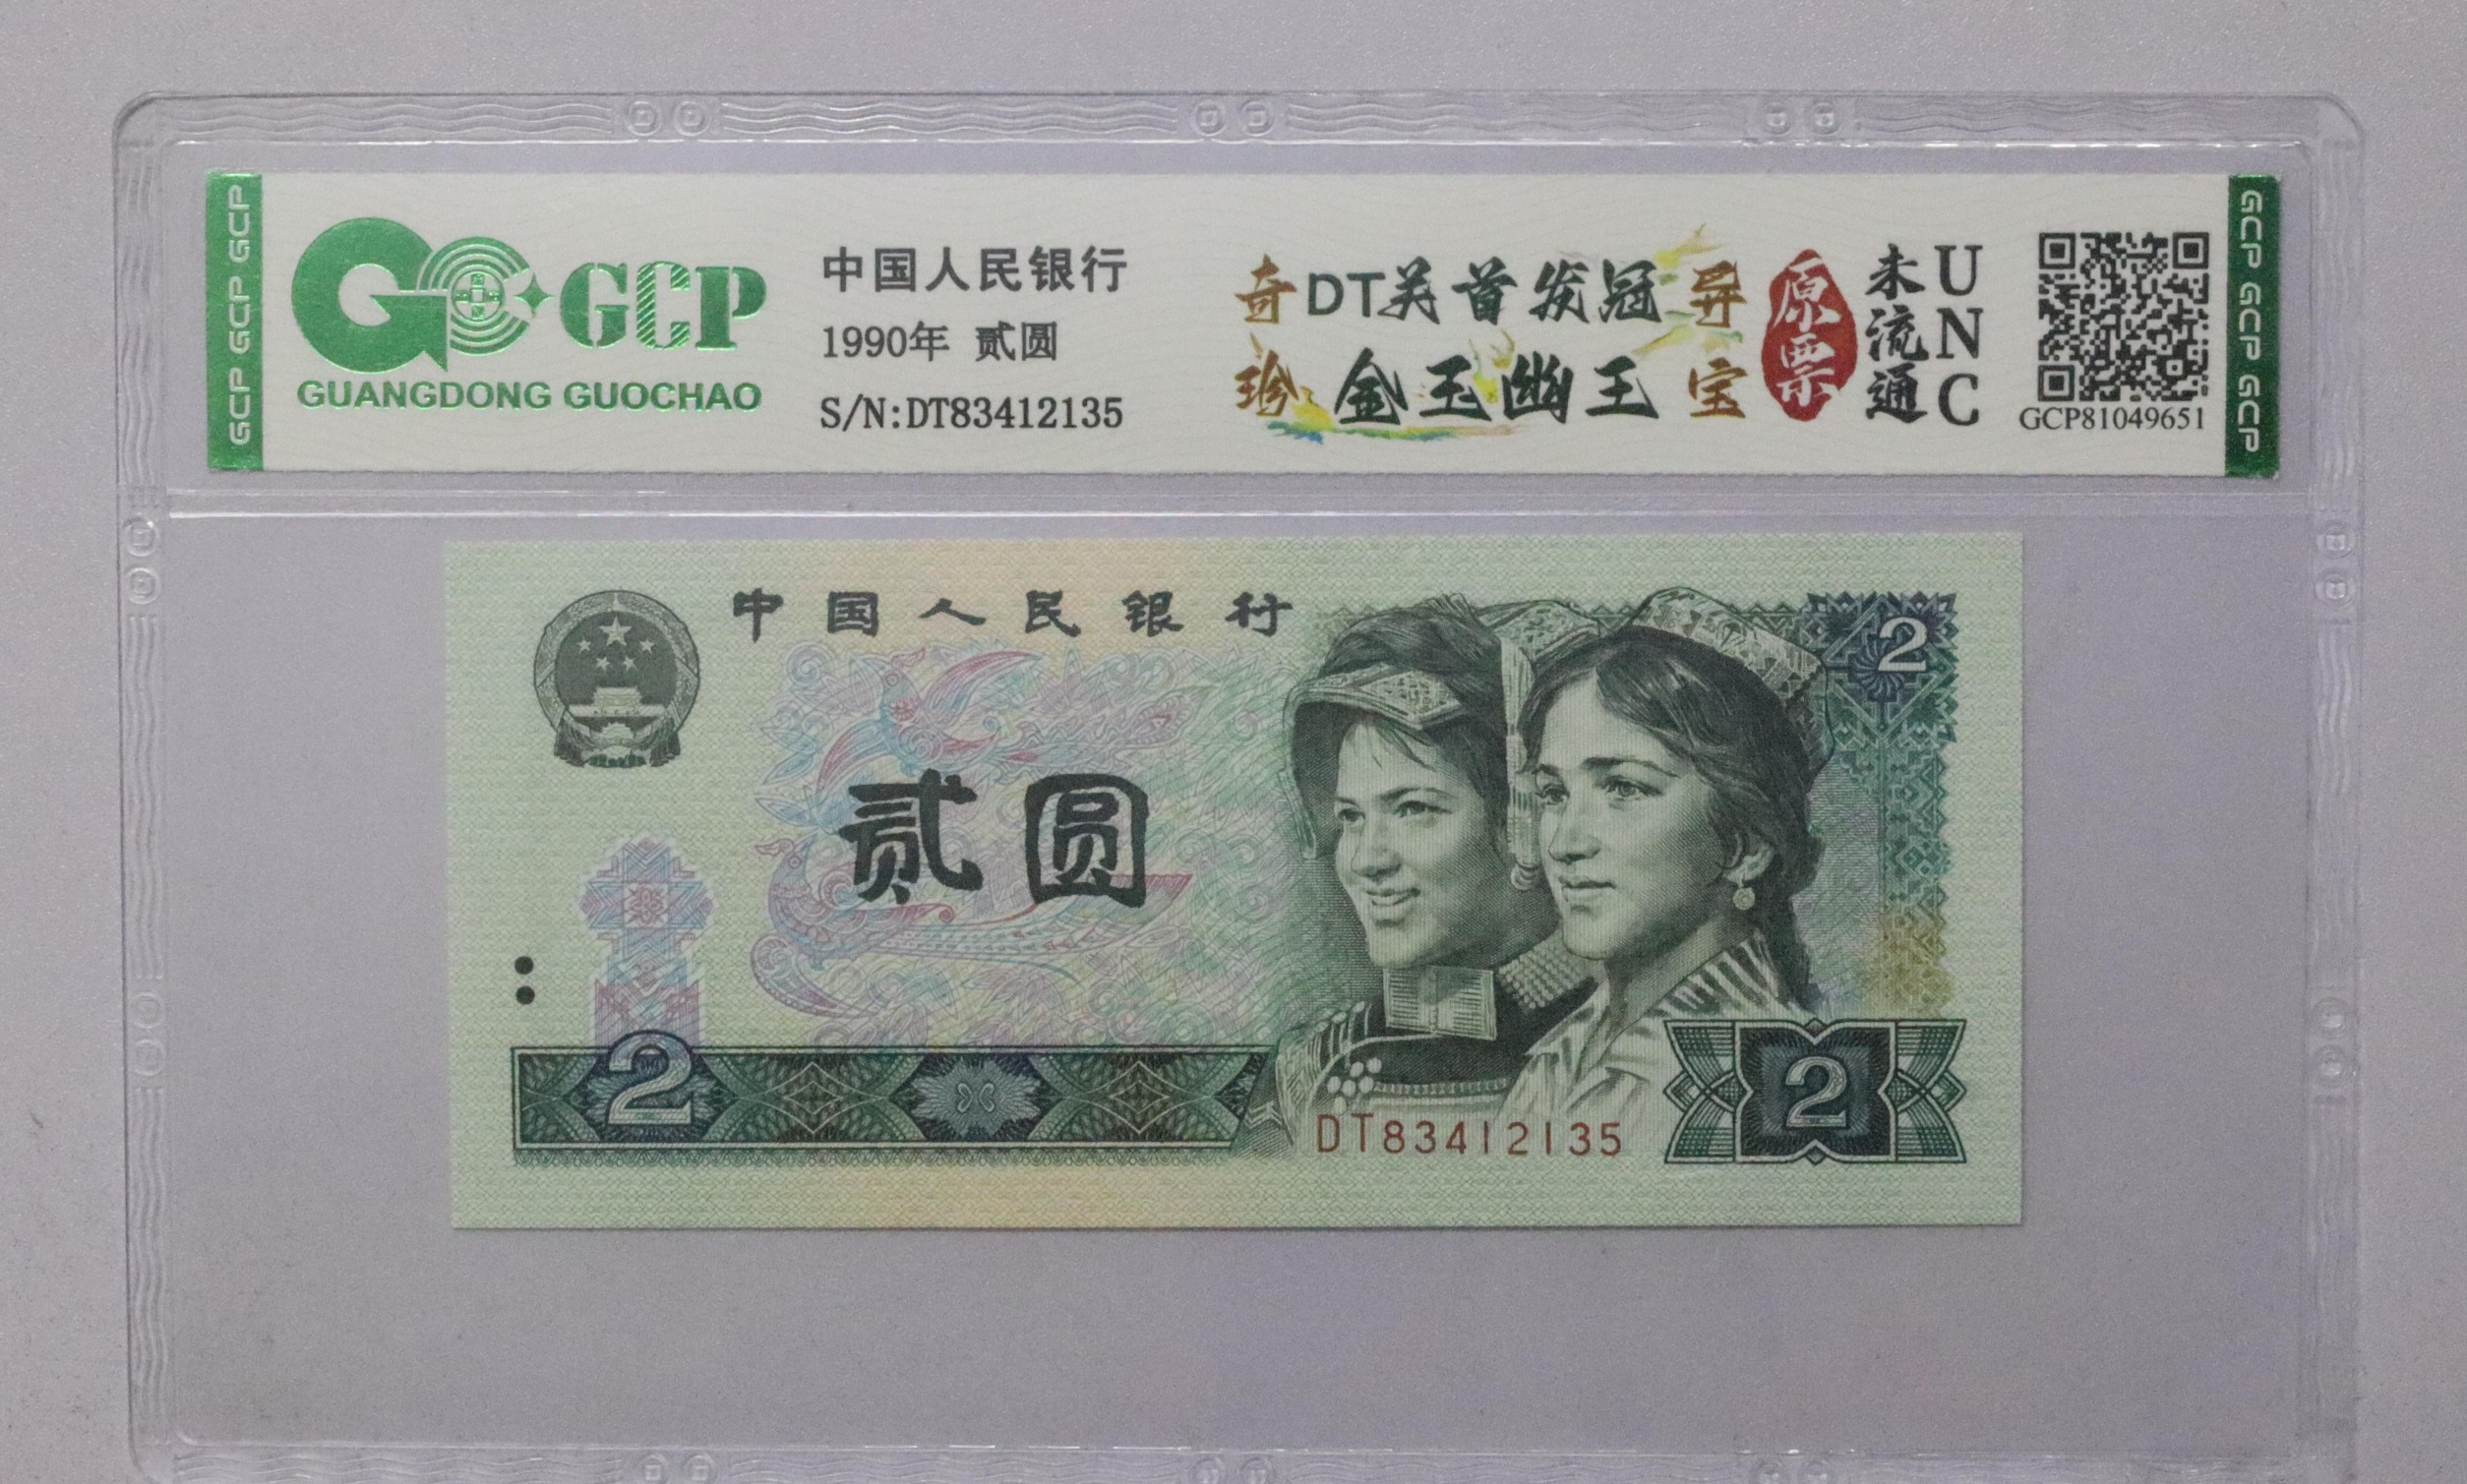 GCP GCP GCP
GCP
GUANGDONG GUOCHAO
中国人民银行
1990年 贰圆
S/N:DT83412135
奇DT美首发冠异
珍金玉幽王宝
原票
未流通
UNC
GCP81049651
GCP GCP GCP
中国人民银行
2
贰圆
2
DT83412135
2